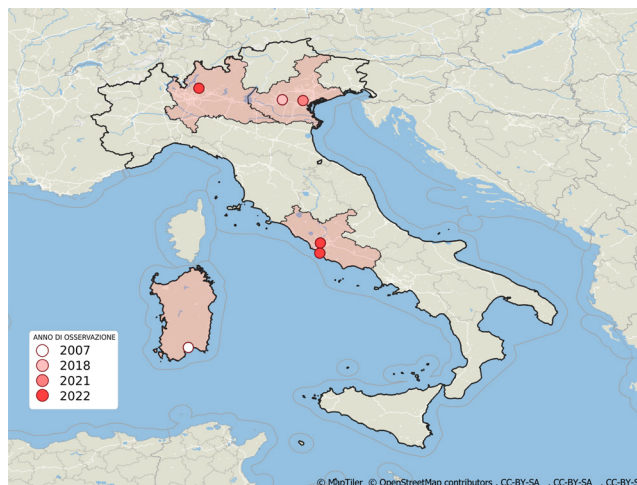 ANNO DI OSSERVAZIONE
2007
2018
2021
2022
© MapTiler © OpenStreetMap contributors , CC-BY-SA , CC-BY-SA , CC-BY-S